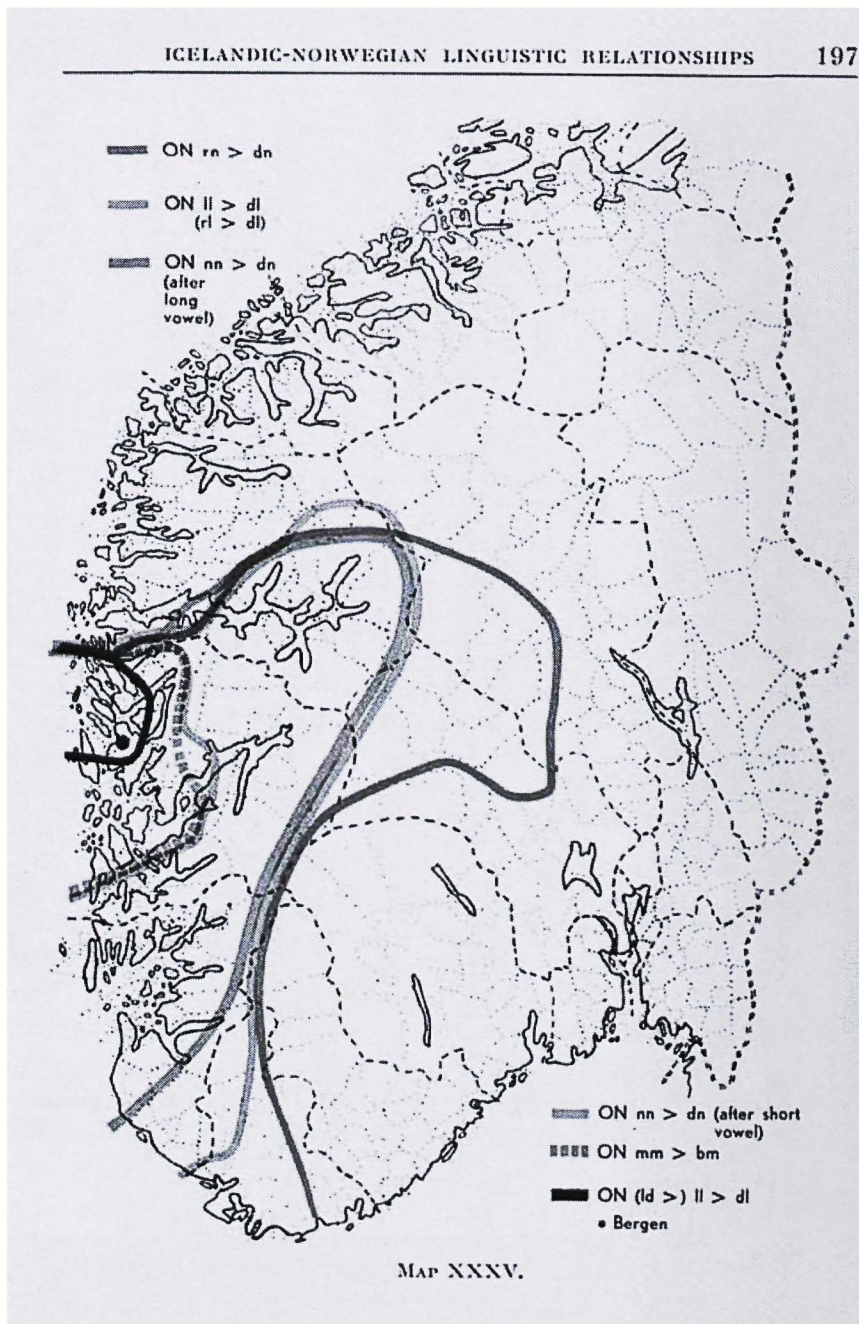 ICELANDIC-NORWEGIAN LINGUISTIC RELATIONSHIPS 197
ON rn > dn
ON ll > dl
(rl > dl)
ON nn > dn
(after
long
vowel)
ON nn > dn (after short
vowel)
ON mm > bm
ON (ld >) ll > dl
• Bergen
MAP XXXV.